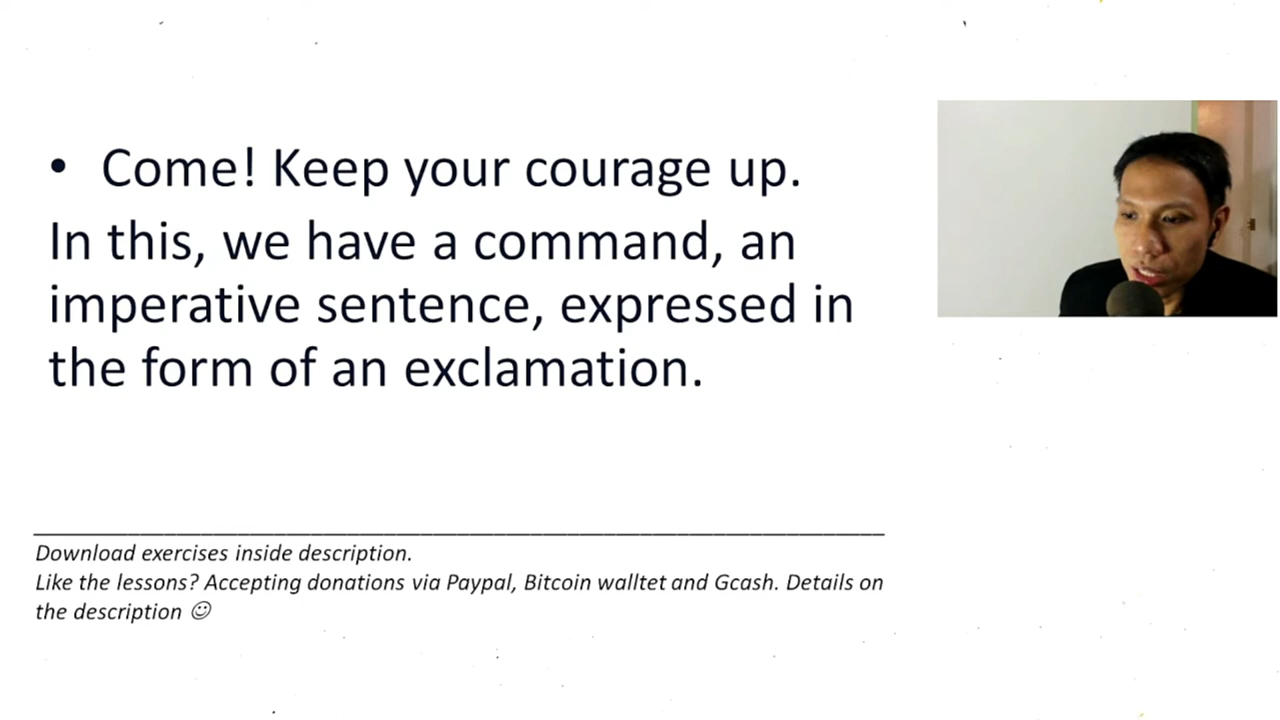 • Come! Keep your courage up.
In this, we have a command, an
imperative sentence, expressed in
the form of an exclamation.
Download exercises inside description.
Like the lessons? Accepting donations via Paypal, Bitcoin walltet and Gcash. Details on
the description ☺